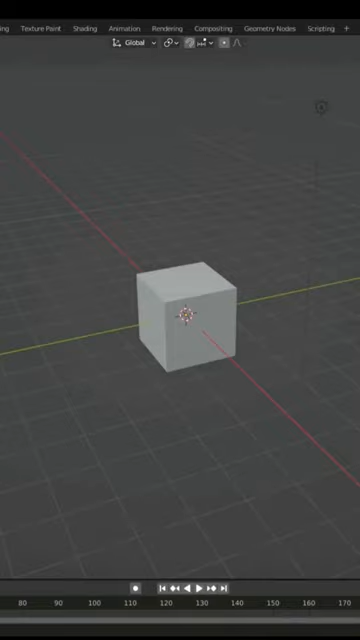 ing Texture Paint Shading Animation Rendering Compositing Geometry Nodes Scripting +
Global
80 90 100 110 120 130 140 150 160 170